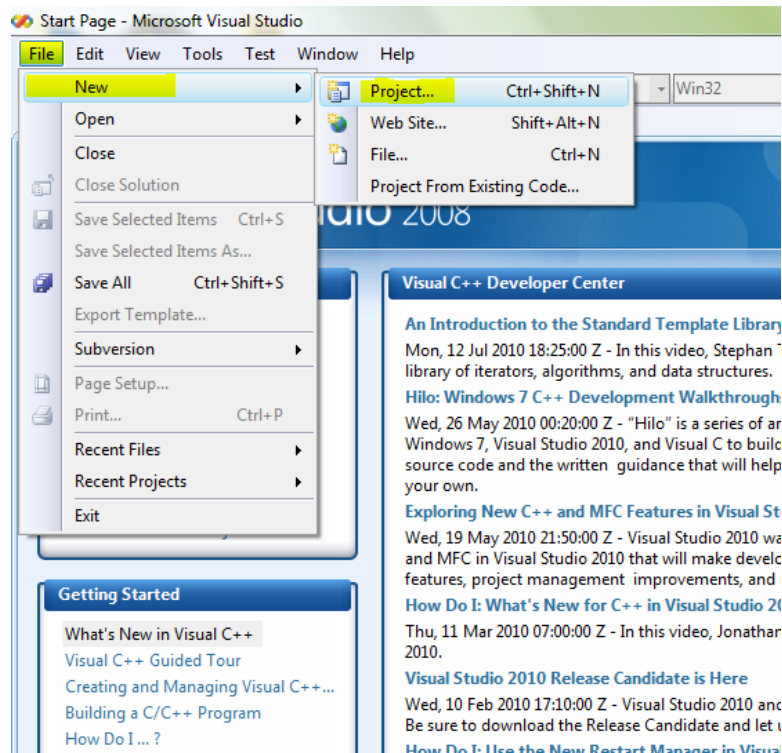 Start Page - Microsoft Visual Studio
File Edit View Tools Test Window Help
New
Open
Close
Close Solution
Save Selected Items Ctrl+S
Save Selected Items As...
Save All Ctrl+Shift+S
Export Template...
Subversion
Page Setup...
Print... Ctrl+P
Recent Files
Recent Projects
Exit
Project... Ctrl+Shift+N
Web Site... Shift+Alt+N
File... Ctrl+N
Project From Existing Code...
Win32
2008
Getting Started
What's New in Visual C++
Visual C++ Guided Tour
Creating and Managing Visual C++...
Building a C/C++ Program
How Do I ... ?
Visual C++ Developer Center
An Introduction to the Standard Template Library
Mon, 12 Jul 2010 18:25:00 Z - In this video, Stephan
library of iterators, algorithms, and data structures.
Hilo: Windows 7 C++ Development Walkthrough
Wed, 26 May 2010 00:20:00 Z - "Hilo" is a series of
Windows 7, Visual Studio 2010, and Visual C to build
source code and the written guidance that will help
your own.
Exploring New C++ and MFC Features in Visual
Wed, 19 May 2010 21:50:00 Z - Visual Studio 2010
and MFC in Visual Studio 2010 that will make
features, project management improvements, and
How Do I: What's New for C++ in Visual Studio
Thu, 11 Mar 2010 07:00:00 Z - In this video, Jonathan
2010.
Visual Studio 2010 Release Candidate is Here
Wed, 10 Feb 2010 17:10:00 Z - Visual Studio 2010 and
Be sure to download the Release Candidate and let
How Do I: Use the New Restart Manager in Visual